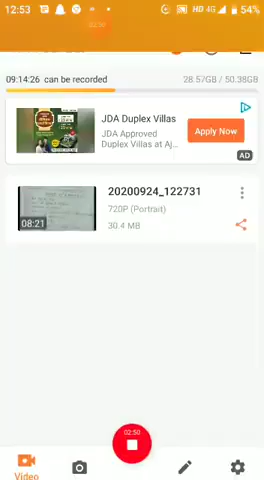 12:53
HD 4G 54%
09:14:26 can be recorded 28.57GB / 50.38GB
JDA Duplex Villas
JDA Approved
Duplex Villas at Aj...
Apply Now
AD
20200924_122731
720P (Portrait)
30.4 MB
08:21
02:50
Video